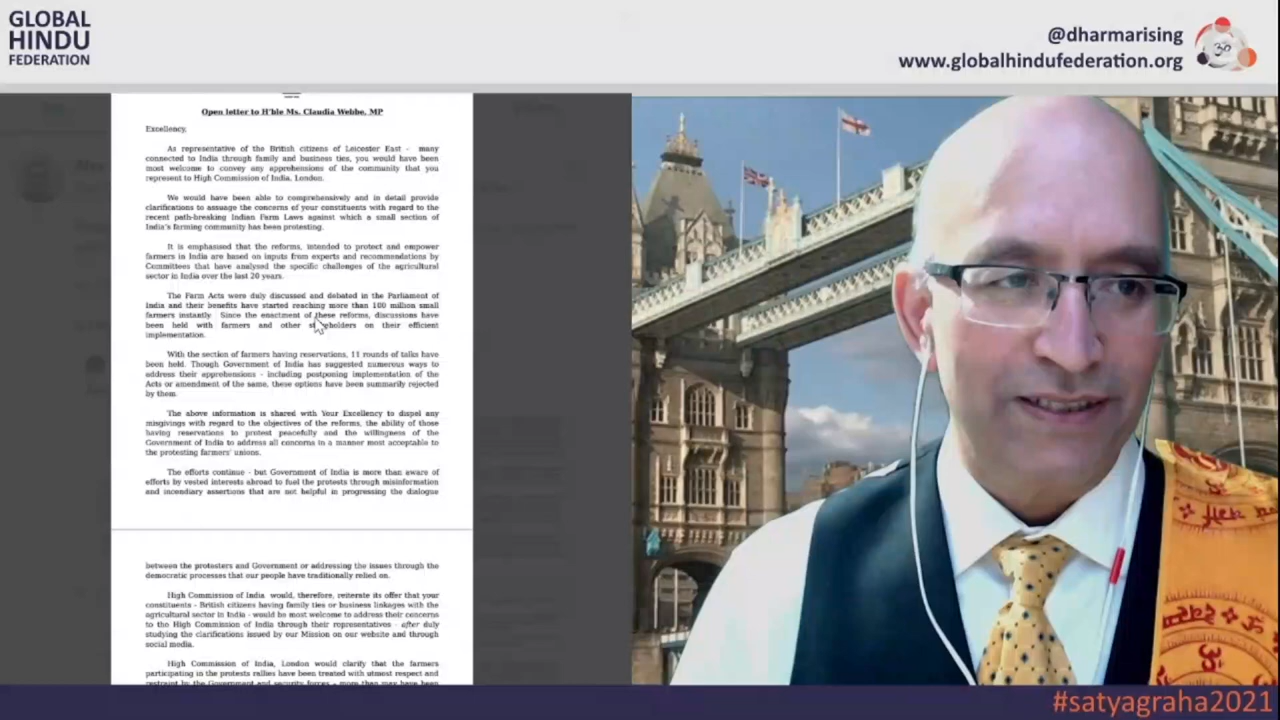 GLOBAL
HINDU
FEDERATION
@dharmarising
www.globalhindufederation.org
Open letter to H'ble Ms. Claudia Webbe, MP
Excellency,
As representative of the British citizens of Leicester East - many
connected to India through family and business ties, you would have been
most welcome to convey any apprehensions of the community that you
represent to High Commission of India, London.
We would have been able to comprehensively and in detail provide
clarifications to assuage the concerns of your constituents with regard to the
recent path-breaking Indian Farm Laws against which a small section of
India's farming community has been protesting.
It is emphasised that the reforms, intended to protect and empower
farmers in India are based on inputs from experts and recommendations by
Committees that have analysed the specific challenges of the agricultural
sector in India over the last 20 years.
The Farm Acts were duly discussed and debated in the Parliament of
India and their benefits have started reaching more than 100 million small
farmers instantly. Since the enactment of these reforms, discussions have
been held with farmers and other stakeholders on their efficient
implementation.
With the section of farmers having reservations, 11 rounds of talks have
been held. Though Government of India has suggested numerous ways to
address their apprehensions - including postponing implementation of the
Acts or amendment of the same, these options have been summarily rejected
by them.
The above information is shared with Your Excellency to dispel any
misgivings with regard to the objectives of the reforms, the ability of those
having reservations to protest peacefully and the willingness of the
Government of India to address all concerns in a manner most acceptable to
the protesting farmers' unions.
The efforts continue - but Government of India is more than aware of
efforts by vested interests abroad to fuel the protests through misinformation
and incendiary assertions that are not helpful in progressing the dialogue
between the protesters and Government or addressing the issues through the
democratic processes that our people have traditionally relied on.
High Commission of India would, therefore, reiterate its offer that your
constituents - British citizens having family ties or business linkages with the
agricultural sector in India - would be most welcome to address their concerns
to the High Commission of India through their representatives - after duly
studying the clarifications issued by our Mission on our website and through
social media.
High Commission of India, London would clarify that the farmers
participating in the protests rallies have been treated with utmost respect and
restraint by the Government and security forces - more than may have been
#satyagraha2021